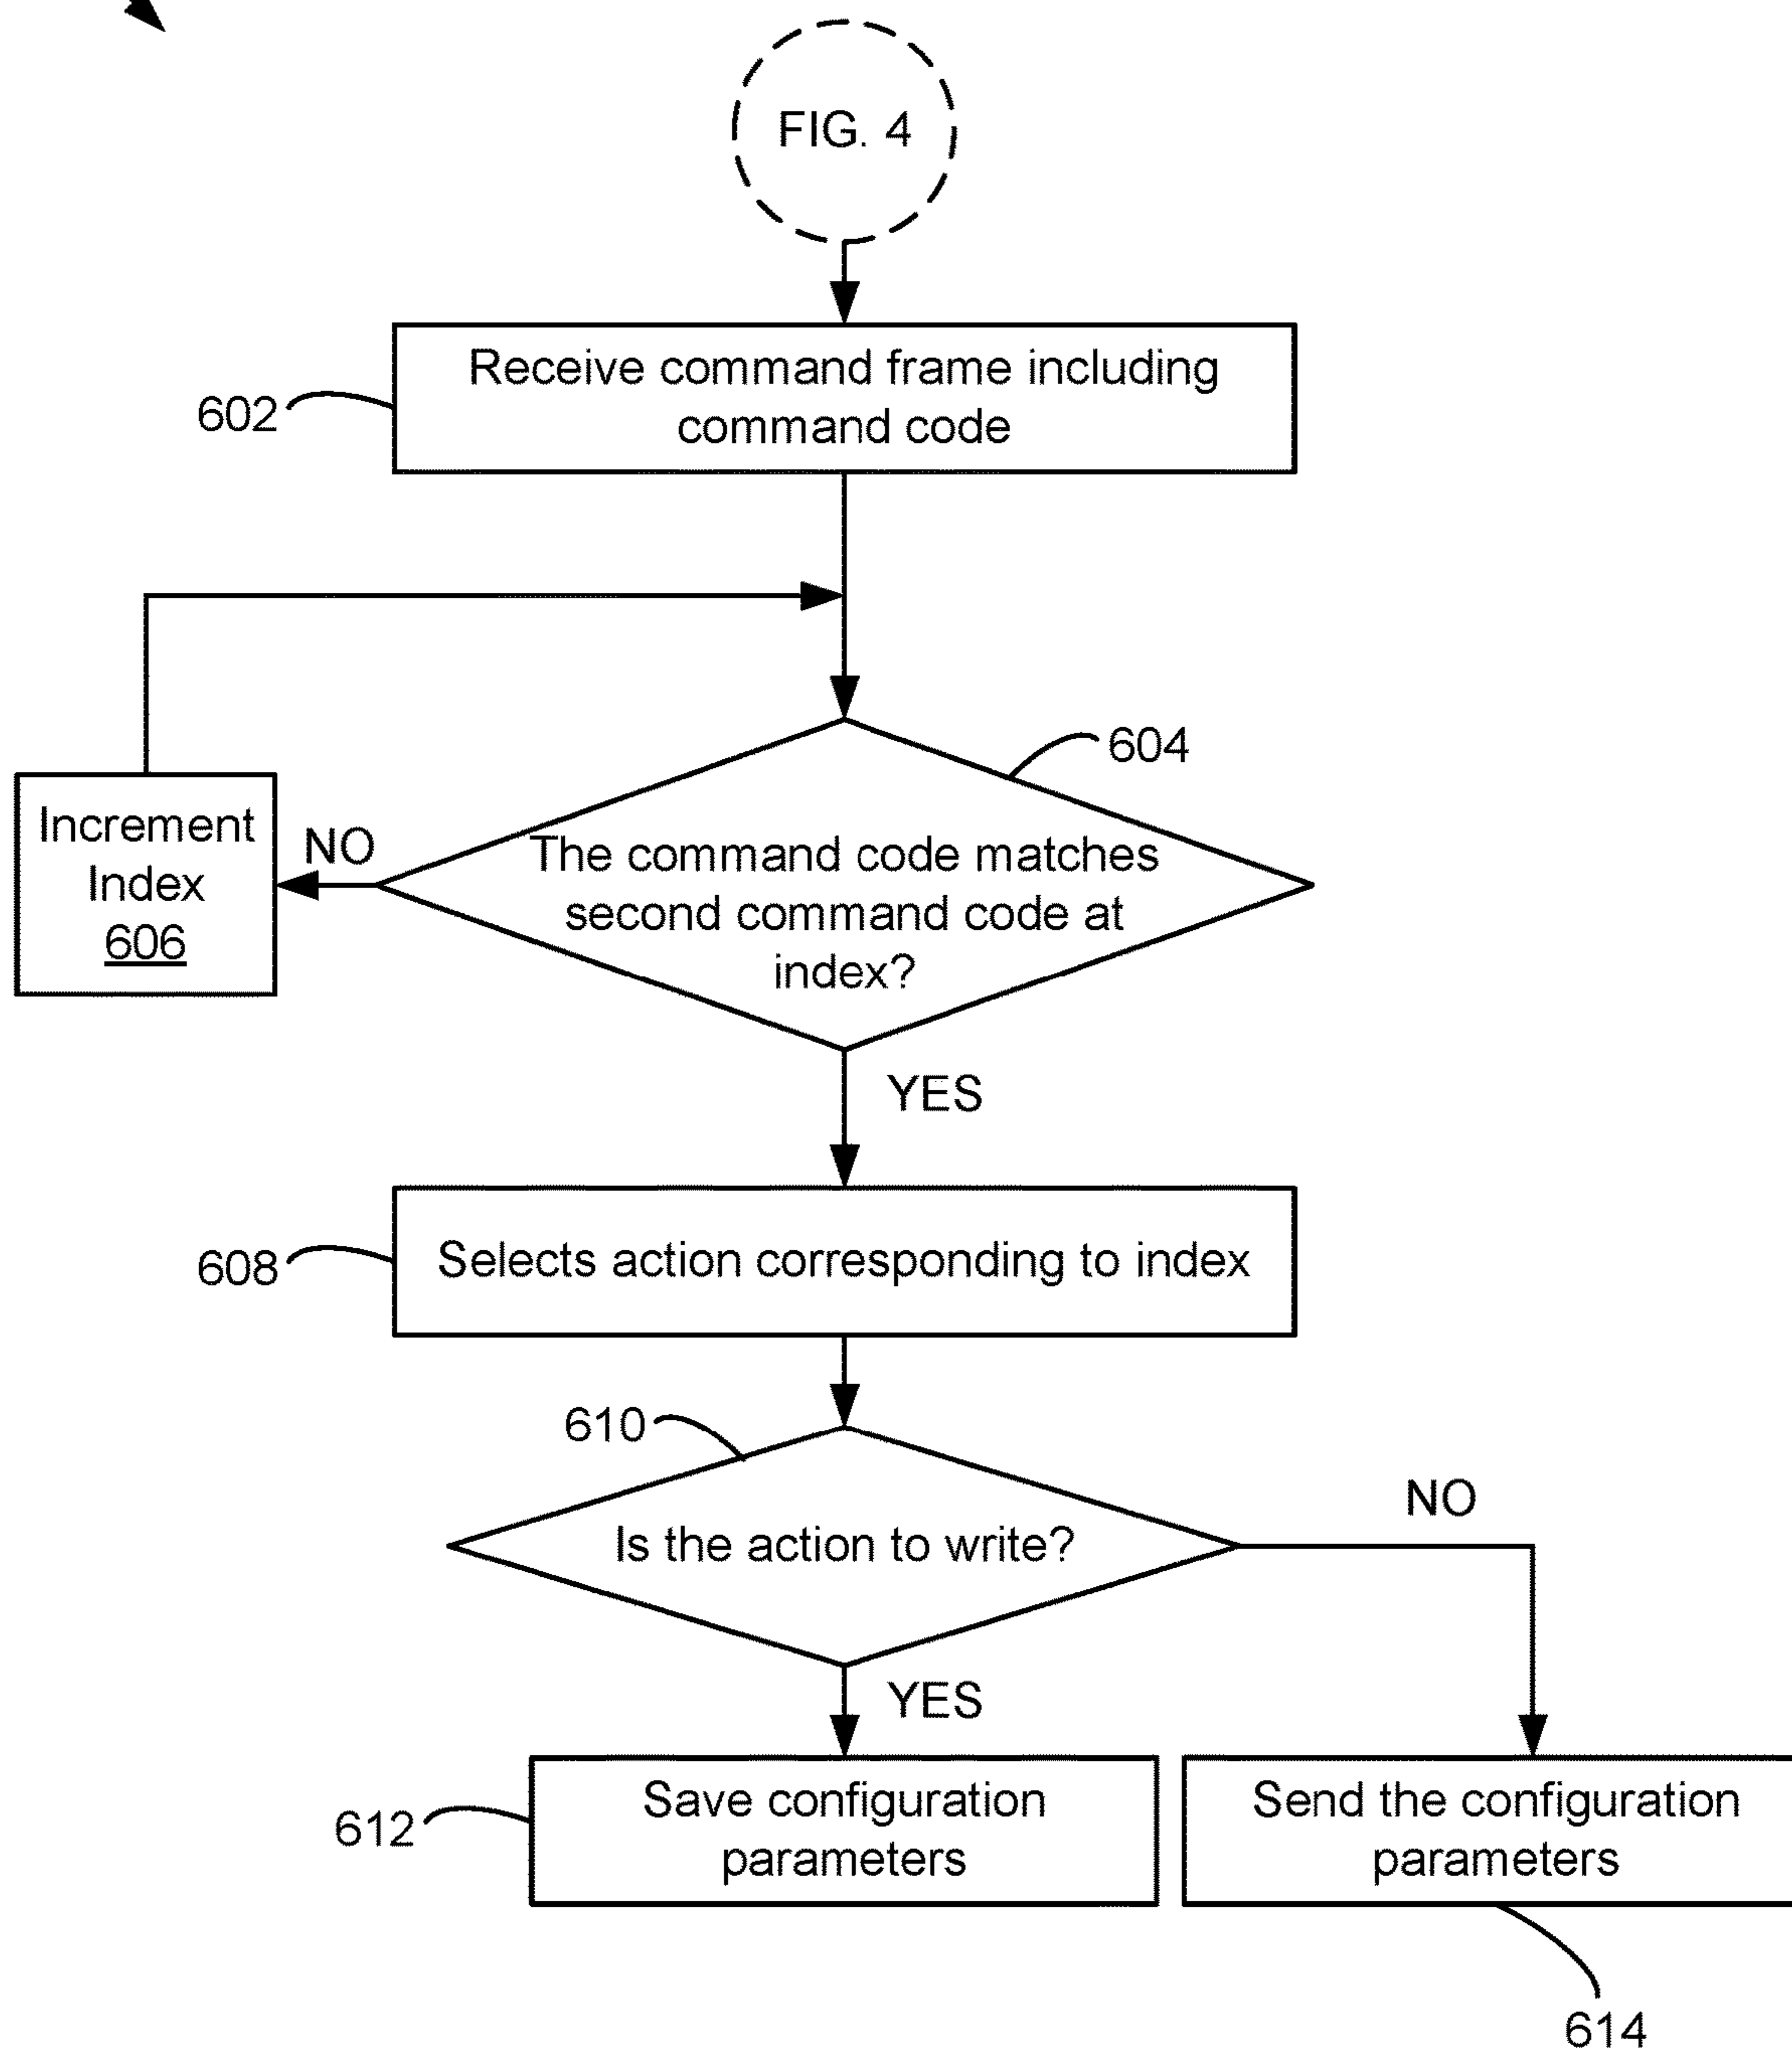 FIG. 4
Receive command frame including
command code
602
604
The command code matches
second command code at
index?
NO
Increment
Index
606
YES
Selects action corresponding to index
608
610
Is the action to write?
NO
YES
Save configuration
parameters
612
Send the configuration
parameters
614